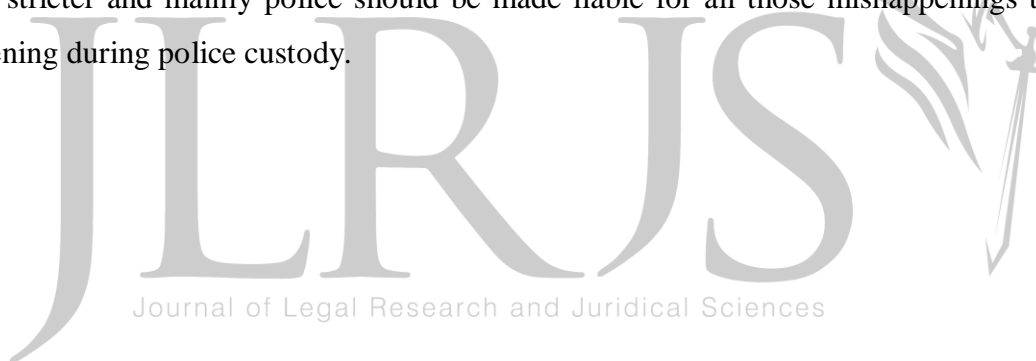 stricter and mainly police should be made liable for all those mishappenings
during police custody.
JLRJS
Journal of Legal Research and Juridical Sciences